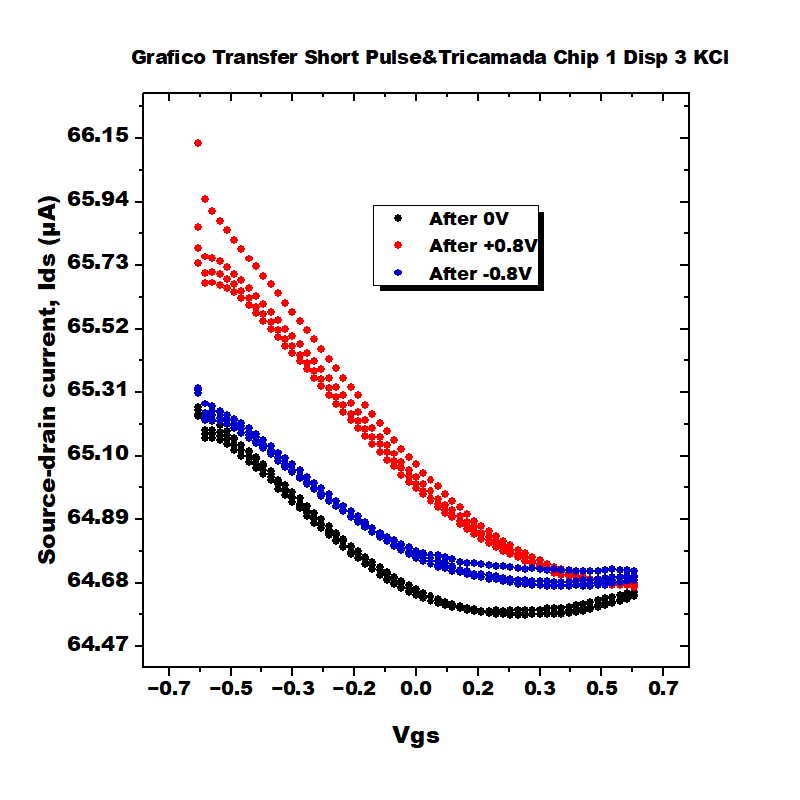 Grafico Transfer Short Pulse&Tricamada Chip 1 Disp 3 KCl
66.15
65.94
65.73
65.52
65.31
65.10
64.89
64.68
64.47
Source-drain current, Ids (μA)
After 0V
After +0.8V
After -0.8V
−0.7 −0.5 −0.3 −0.2 0.0 0.2 0.3 0.5 0.7
Vgs